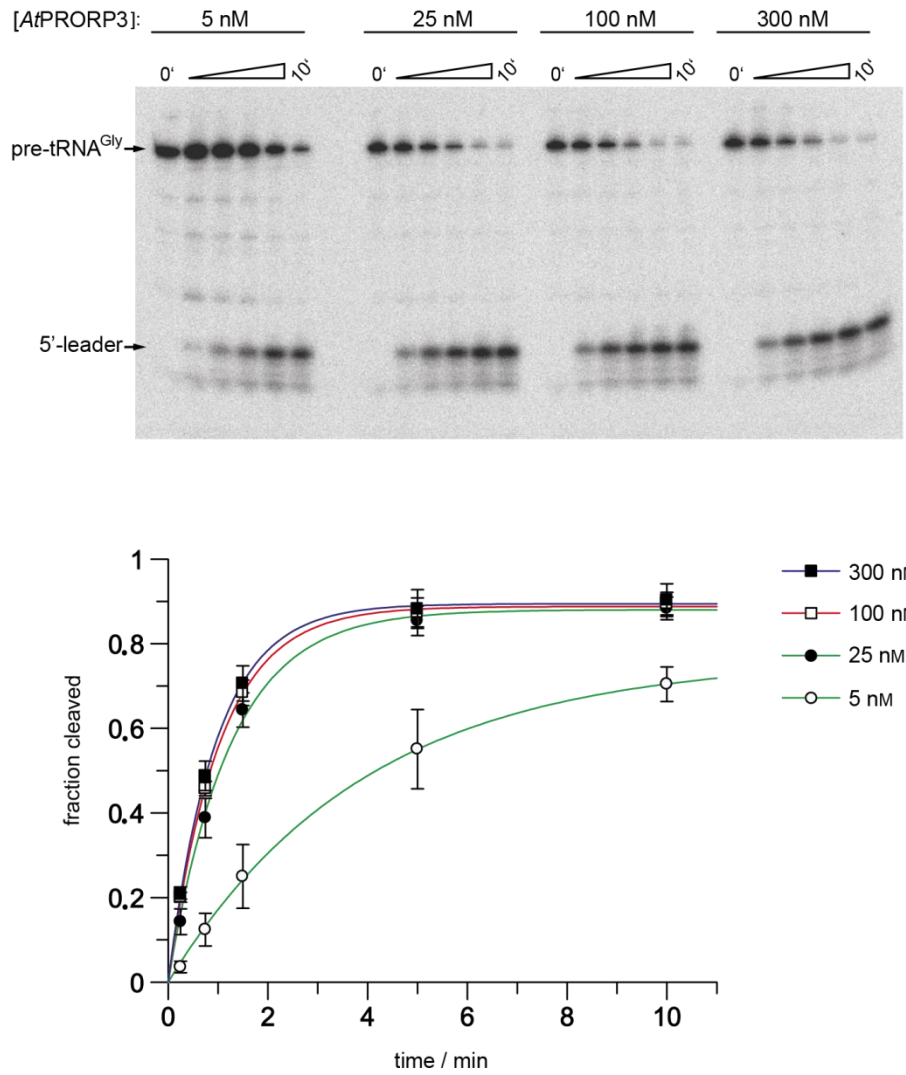 [AtPRORP3]: 5 nM 25 nM 100 nM 300 nM
0‘ 10‘ 0‘ 10‘ 0‘ 10‘ 0‘ 10‘
pre-tRNAGly
5’-leader
1
0.8
0.6
0.4
0.2
0
fraction cleaved
0 2 4 6 8 10
time / min
300 nM
100 nM
25 nM
5 nM